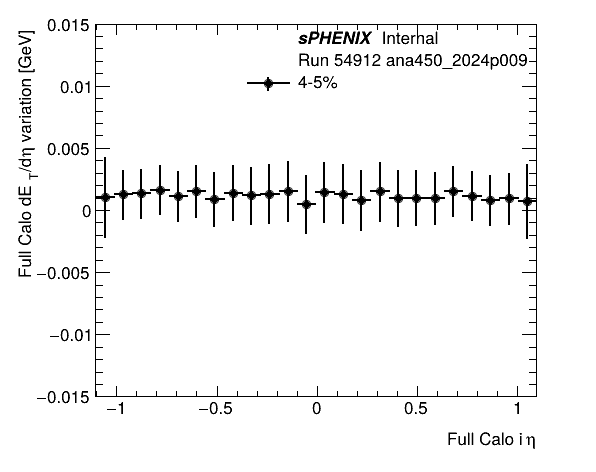 sPHENIX Internal
Run 54912 ana450_2024p009
4-5%
Full Calo dE_T/dη variation [GeV]
0.015
0.01
0.005
0
−0.005
−0.01
−0.015
−1 −0.5 0 0.5 1
Full Calo i η